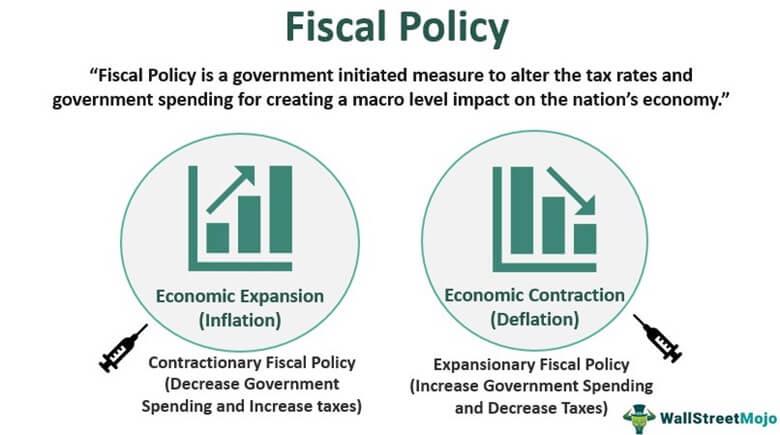 Fiscal Policy
“Fiscal Policy is a government initiated measure to alter the tax rates and
government spending for creating a macro level impact on the nation’s economy.”
Economic Expansion
(Inflation)
Contractionary Fiscal Policy
(Decrease Government
Spending and Increase taxes)
Economic Contraction
(Deflation)
Expansionary Fiscal Policy
(Increase Government Spending
and Decrease Taxes)
WallStreetMojo